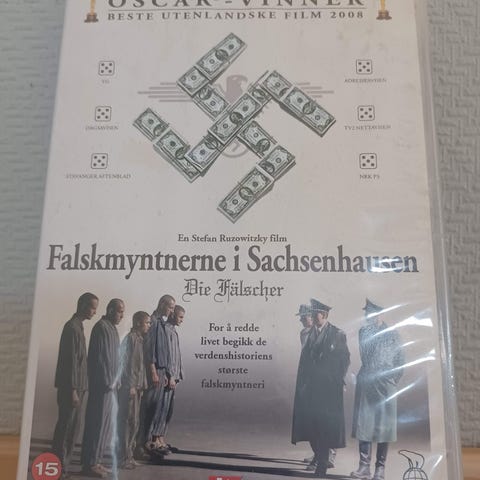 OSCAR-VINNER
BESTE UTENLANDSKE FILM 2008
VG
ADRESSEAVISEN
DAGSAVISEN
TV2 NETTAVISEN
STAVANGER AFTENBLAD
NRK P3
En Stefan Ruzowitzky film
Falskmyntnerne i Sachsenhausen
Die Fälscher
For å redde
livet begikk de
verdenshistoriens
største
falskmyntneri
15